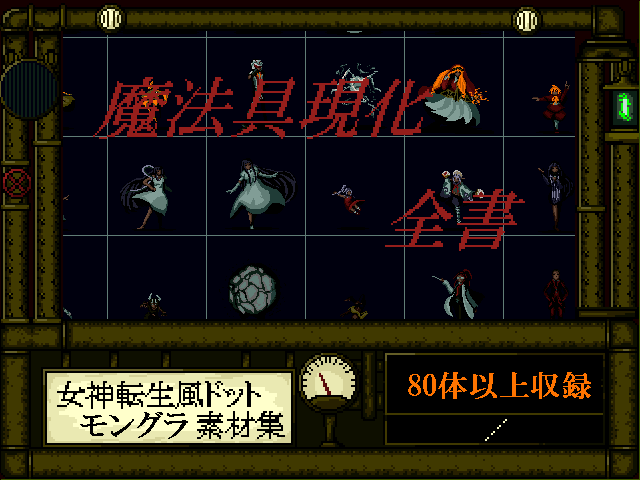 魔法具現化
全書
女神転生風ドット
モングラ素材集
80体以上収録